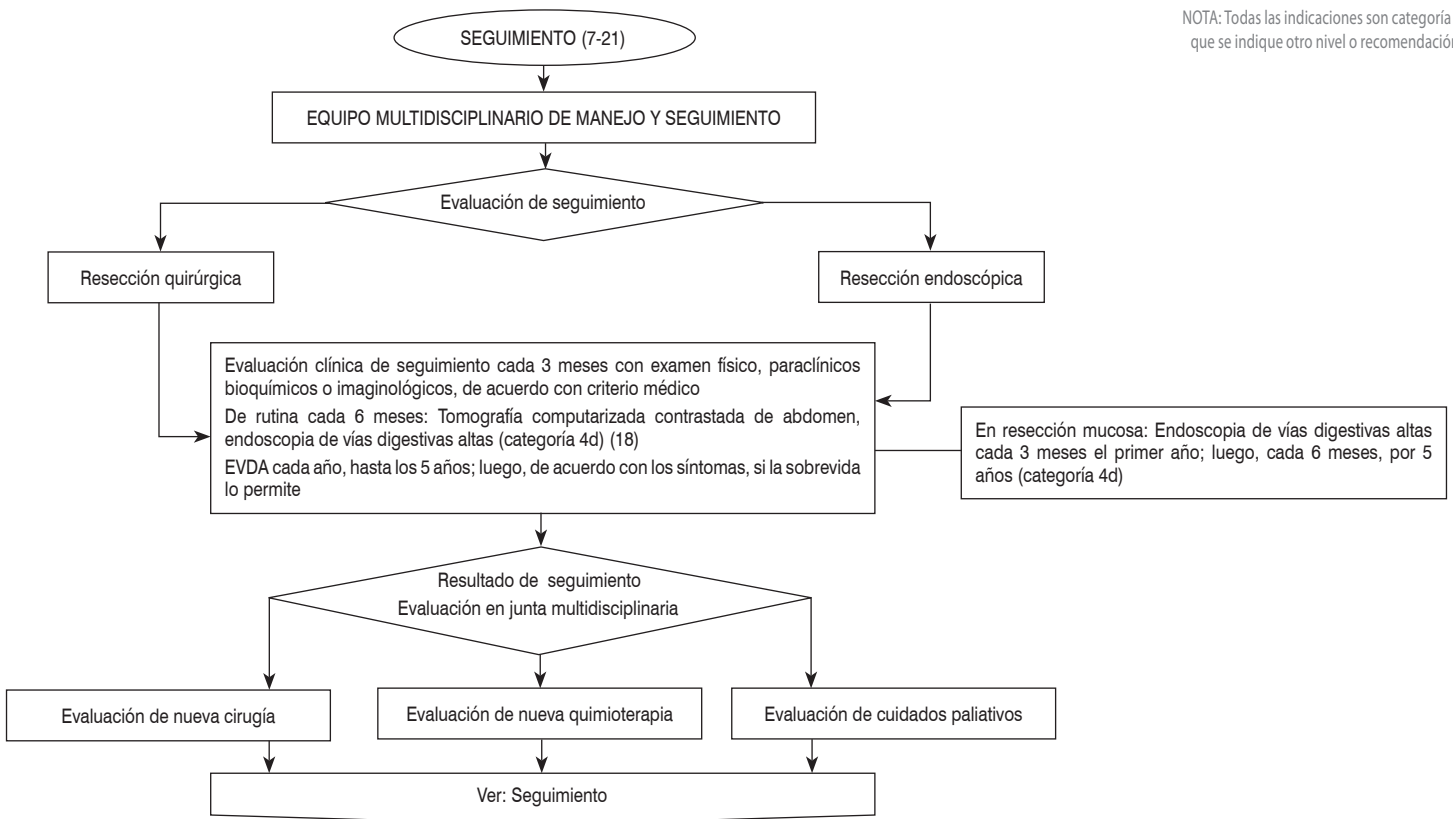 NOTA: Todas las indicaciones son categoría
que se indique otro nivel o recomendación
SEGUIMIENTO (7-21)
EQUIPO MULTIDISCIPLINARIO DE MANEJO Y SEGUIMIENTO
Evaluación de seguimiento
Resección quirúrgica
Resección endoscópica
Evaluación clínica de seguimiento cada 3 meses con examen físico, paraclínicos
bioquímicos o imaginológicos, de acuerdo con criterio médico
De rutina cada 6 meses: Tomografía computarizada contrastada de abdomen,
endoscopia de vías digestivas altas (categoría 4d) (18)
EVDA cada año, hasta los 5 años; luego, de acuerdo con los síntomas, si la sobrevida
lo permite
En resección mucosa: Endoscopia de vías digestivas altas
cada 3 meses el primer año; luego, cada 6 meses, por 5
años (categoría 4d)
Resultado de seguimiento
Evaluación en junta multidisciplinaria
Evaluación de nueva cirugía
Evaluación de nueva quimioterapia
Evaluación de cuidados paliativos
Ver: Seguimiento